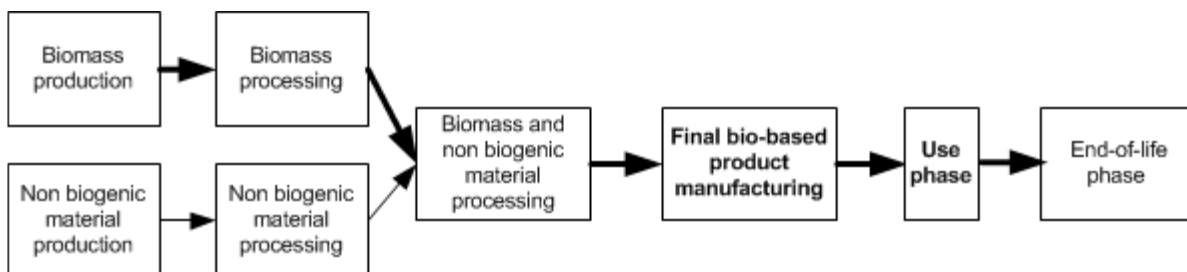 Biomass
production
Biomass
processing
Non biogenic
material
production
Non biogenic
material
processing
Biomass and
non biogenic
material
processing
Final bio-based
product
manufacturing
Use
phase
End-of-life
phase